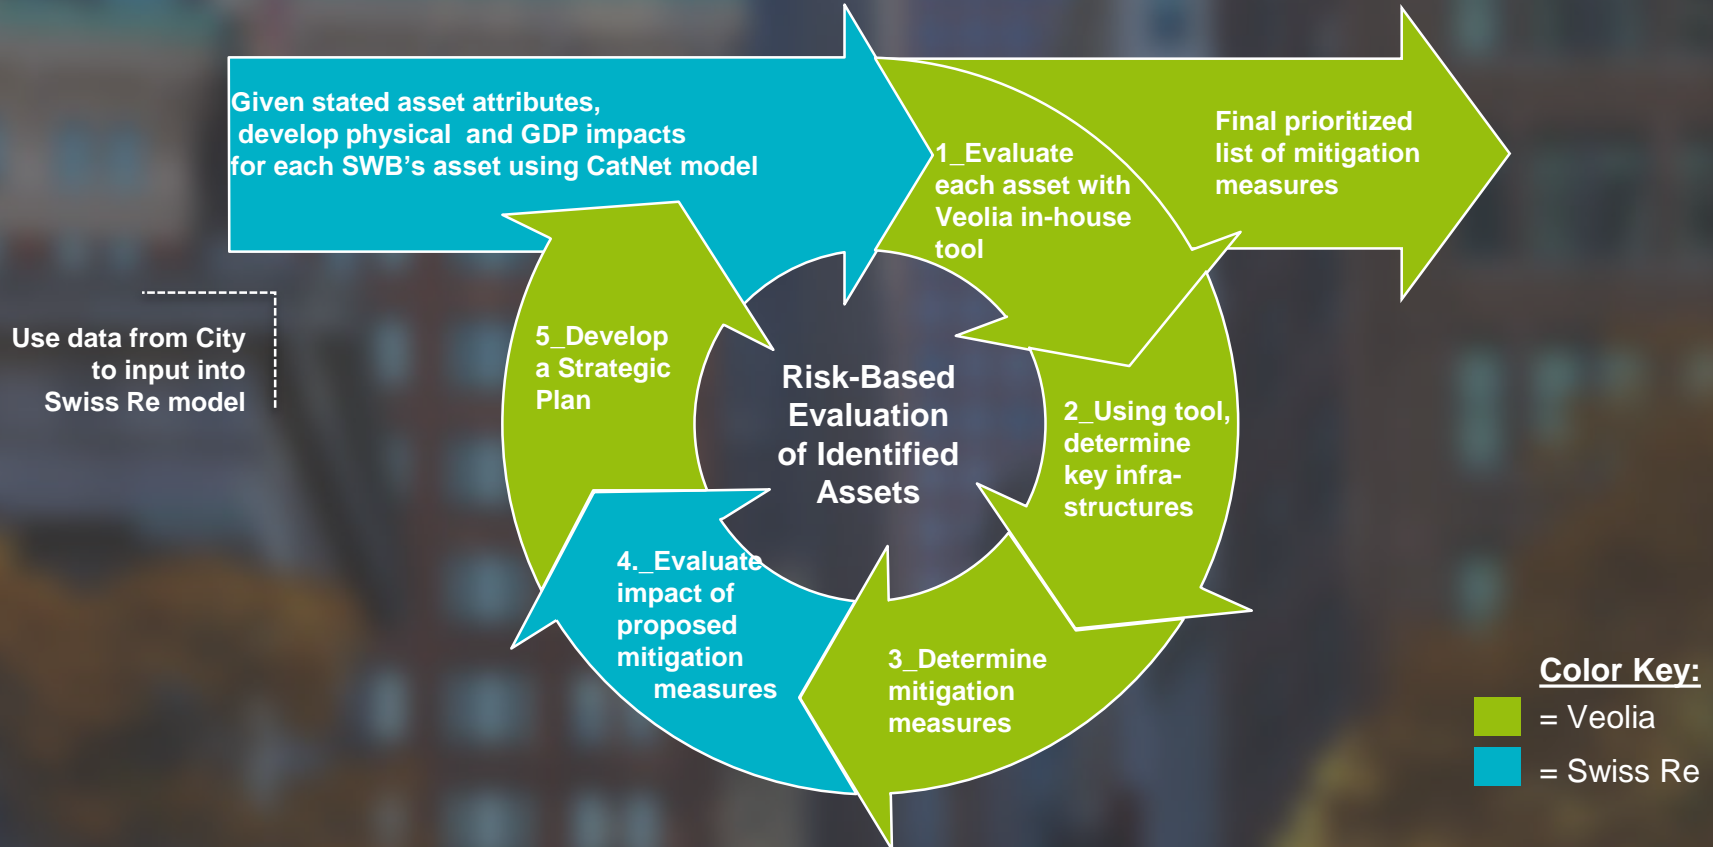 Given stated asset attributes,
develop physical and GDP impacts
for each SWB's asset using CatNet model
1_Evaluate
each asset with
Veolia in-house
tool
Final prioritized
list of mitigation
measures
Use data from City
to input into
Swiss Re model
5_Develop
a Strategic
Plan
Risk-Based
Evaluation
of Identified
Assets
2_Using tool,
determine
key infra-
structures
4._Evaluate
impact of
proposed
mitigation
measures
3_Determine
mitigation
measures
Color Key:
= Veolia
= Swiss Re